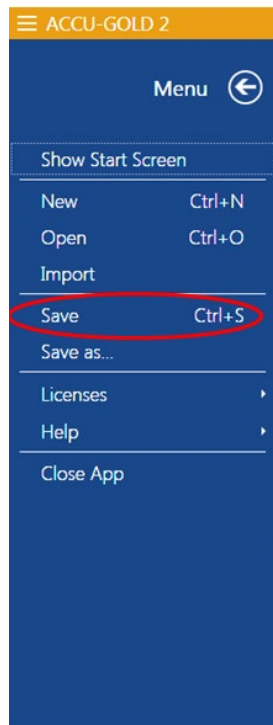 ACCU-GOLD 2
Menu
Show Start Screen
New Ctrl+N
Open Ctrl+O
Import
Save Ctrl+S
Save as...
Licenses
Help
Close App